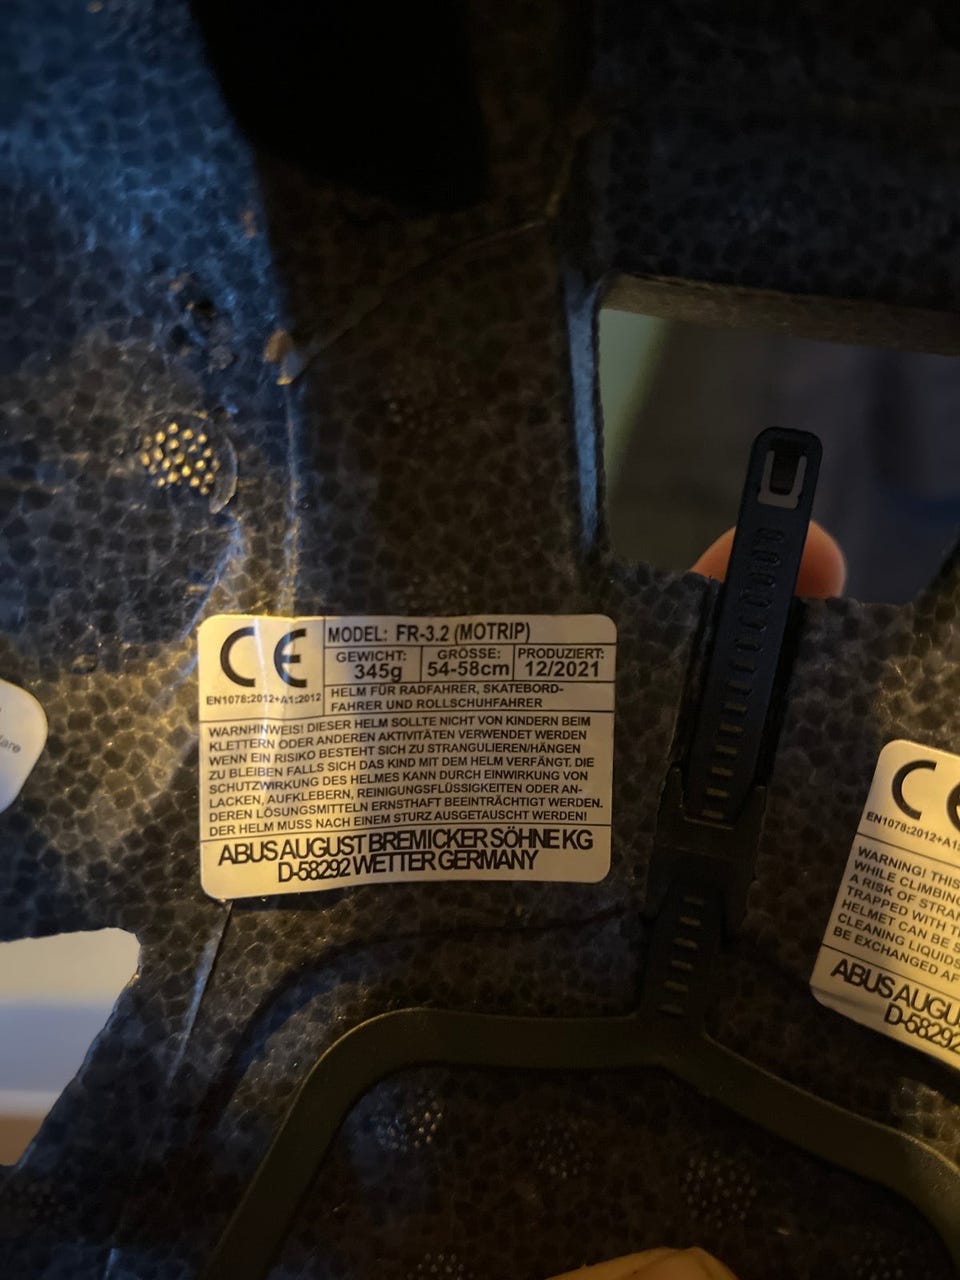 CE
MODEL: FR-3.2 (MOTRIP)
GEWICHT:
345g
GRÖSSE:
54-58cm
PRODUZIERT:
12/2021
EN1078:2012+A1:2012
HELM FÜR RADFAHRER, SKATEBORD-
FAHRER UND ROLLSCHUHFAHRER
WARNHINWEIS! DIESER HELM SOLLTE NICHT VON KINDERN BEIM
KLETTERN ODER ANDEREN AKTIVITÄTEN VERWENDET WERDEN
WENN EIN RISIKO BESTEHT SICH ZU STRANGULIEREN/HÄNGEN
ZU BLEIBEN FALLS SICH DAS KIND MIT DEM HELM VERFÄNGT. DIE
SCHUTZWIRKUNG DES HELMES KANN DURCH EINWIRKUNG VON
LACKEN, AUFKLEBERN, REINIGUNGSFLÜSSIGKEITEN ODER AN-
DEREN LÖSUNGSMITTELN ERNSTHAFT BEEINTRÄCHTIGT WERDEN.
DER HELM MUSS NACH EINEM STURZ AUSGETAUSCHT WERDEN!
ABUS AUGUST BREMICKER SÖHNE KG
D-58292 WETTER GERMANY
CE
EN1078:2012+A1:
WARNING! THIS
WHILE CLIMBING
A RISK OF STRAN
TRAPPED WITH T
HELMET CAN BE S
CLEANING LIQUIDS
BE EXCHANGED AF
ABUS AUGU
D-58292